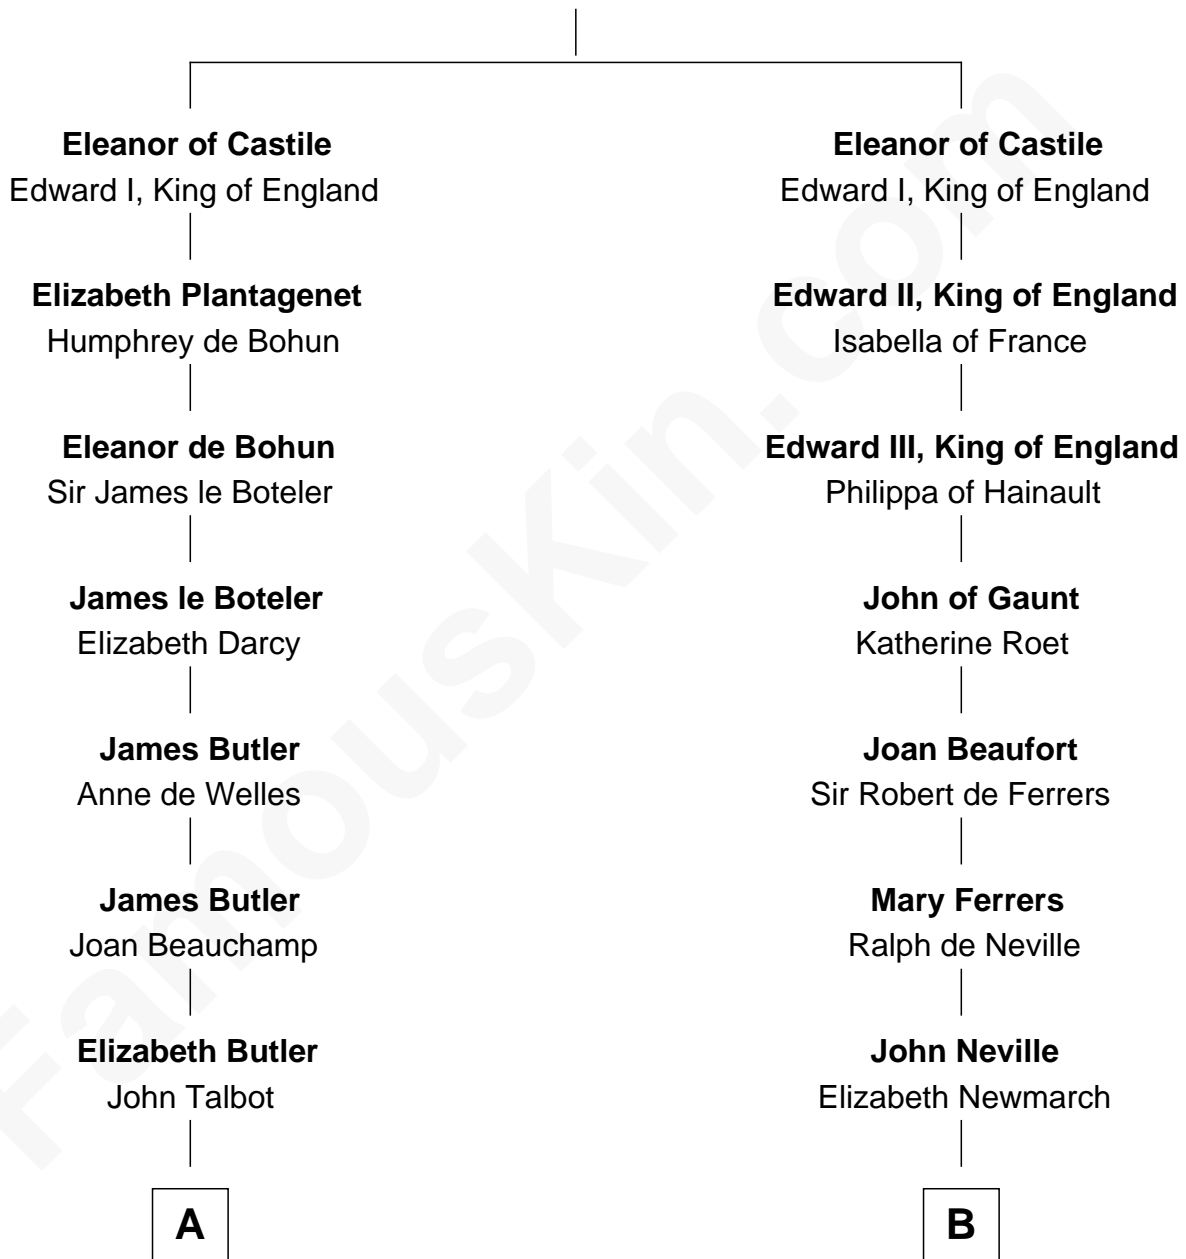 Eleanor of Castile
Edward I, King of England
Elizabeth Plantagenet
Humphrey de Bohun
Eleanor de Bohun
Sir James le Boteler
James le Boteler
Elizabeth Darcy
James Butler
Anne de Welles
James Butler
Joan Beauchamp
Elizabeth Butler
John Talbot
A
Eleanor of Castile
Edward I, King of England
Edward II, King of England
Isabella of France
Edward III, King of England
Philippa of Hainault
John of Gaunt
Katherine Roet
Joan Beaufort
Sir Robert de Ferrers
Mary Ferrers
Ralph de Neville
John Neville
Elizabeth Newmarch
B
FamousKin.com